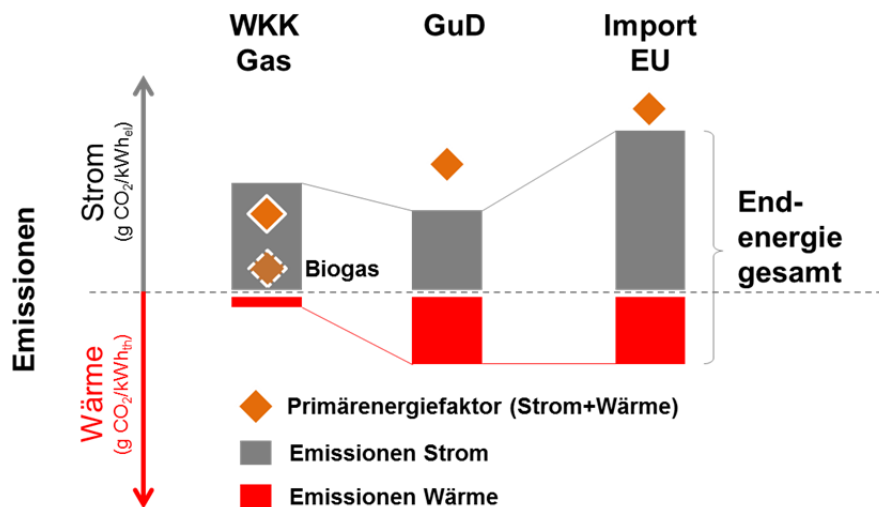 WKK
Gas
GuD
Import
EU
Emissionen
Strom
(g CO₂/kWhₑₗ)
Wärme
(g CO₂/kWhₜₕ)
Biogas
End-
energie
gesamt
Primärenergiefaktor (Strom+Wärme)
Emissionen Strom
Emissionen Wärme